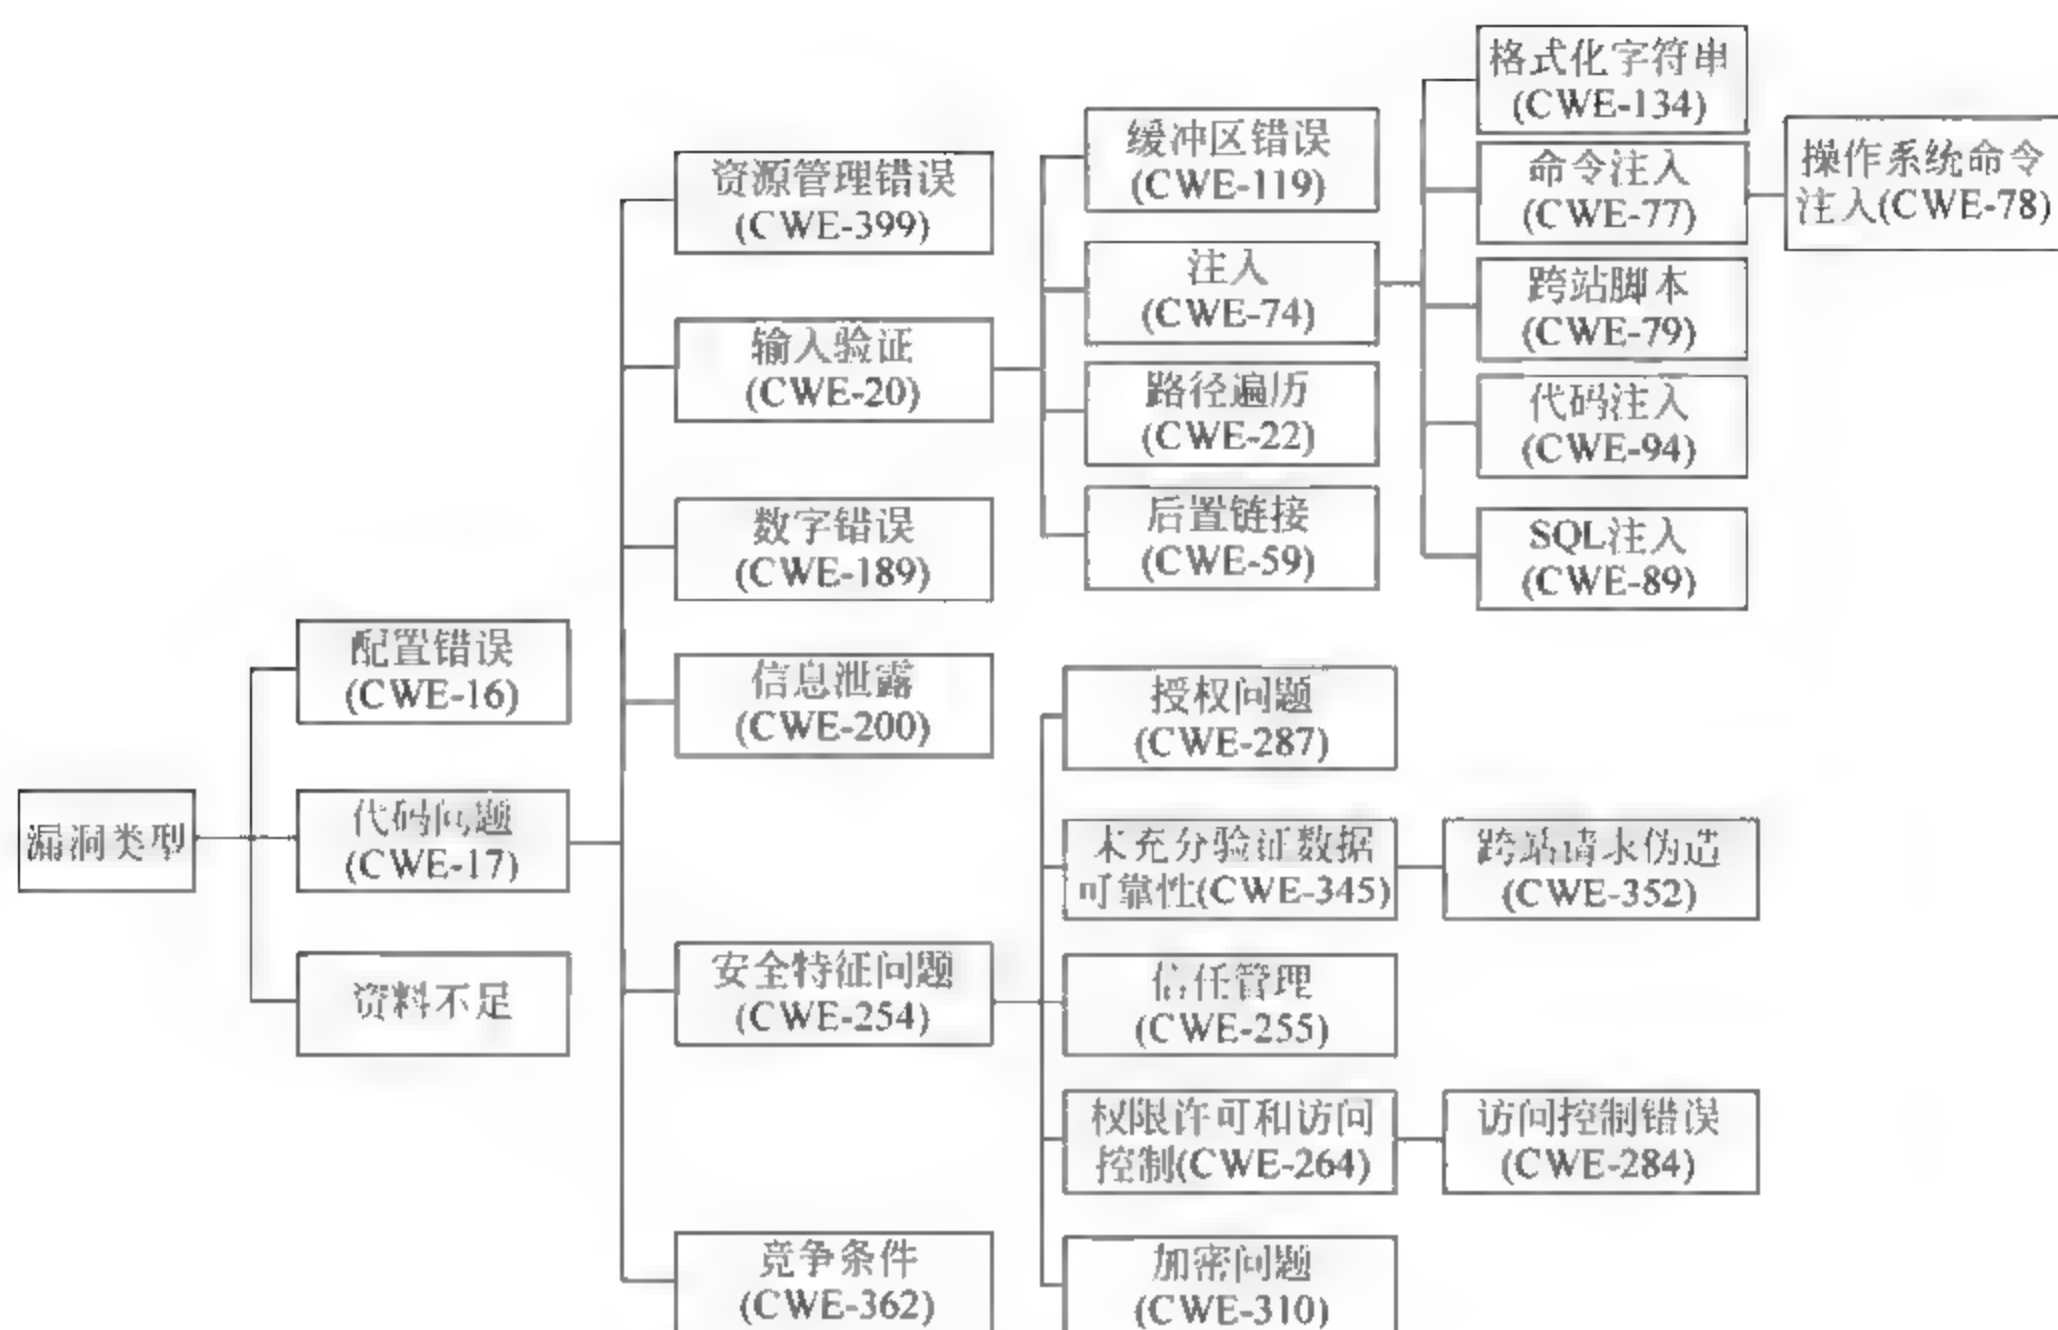 漏洞类型
配置错误
(CWE-16)
代码问题
(CWE-17)
资料不足
资源管理错误
(CWE-399)
输入验证
(CWE-20)
数字错误
(CWE-189)
信息泄露
(CWE-200)
安全特征问题
(CWE-254)
竞争条件
(CWE-362)
缓冲区错误
(CWE-119)
注入
(CWE-74)
路径遍历
(CWE-22)
后置链接
(CWE-59)
格式化字符串
(CWE-134)
命令注入
(CWE-77)
跨站脚本
(CWE-79)
代码注入
(CWE-94)
SQL注入
(CWE-89)
操作系统命令
注入(CWE-78)
授权问题
(CWE-287)
未充分验证数据
可靠性(CWE-345)
信任管理
(CWE-255)
权限许可和访问
控制(CWE-264)
加密问题
(CWE-310)
跨站请求伪造
(CWE-352)
访问控制错误
(CWE-284)